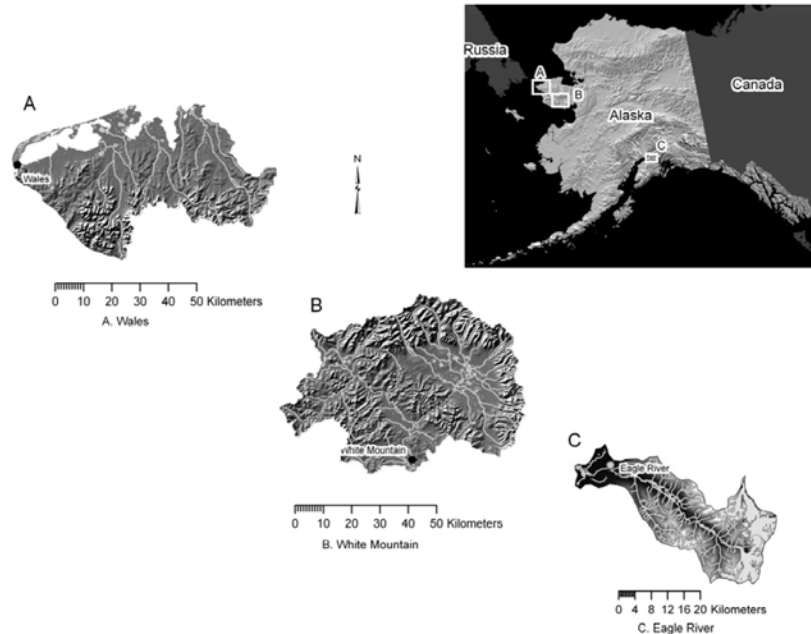 Russia
A
B
Alaska
Canada
C
A
Wales
N
0 10 20 30 40 50 Kilometers
A. Wales
B
White Mountain
0 10 20 30 40 50 Kilometers
B. White Mountain
C
Eagle River
0 2 4 8 12 16 20 Kilometers
C. Eagle River